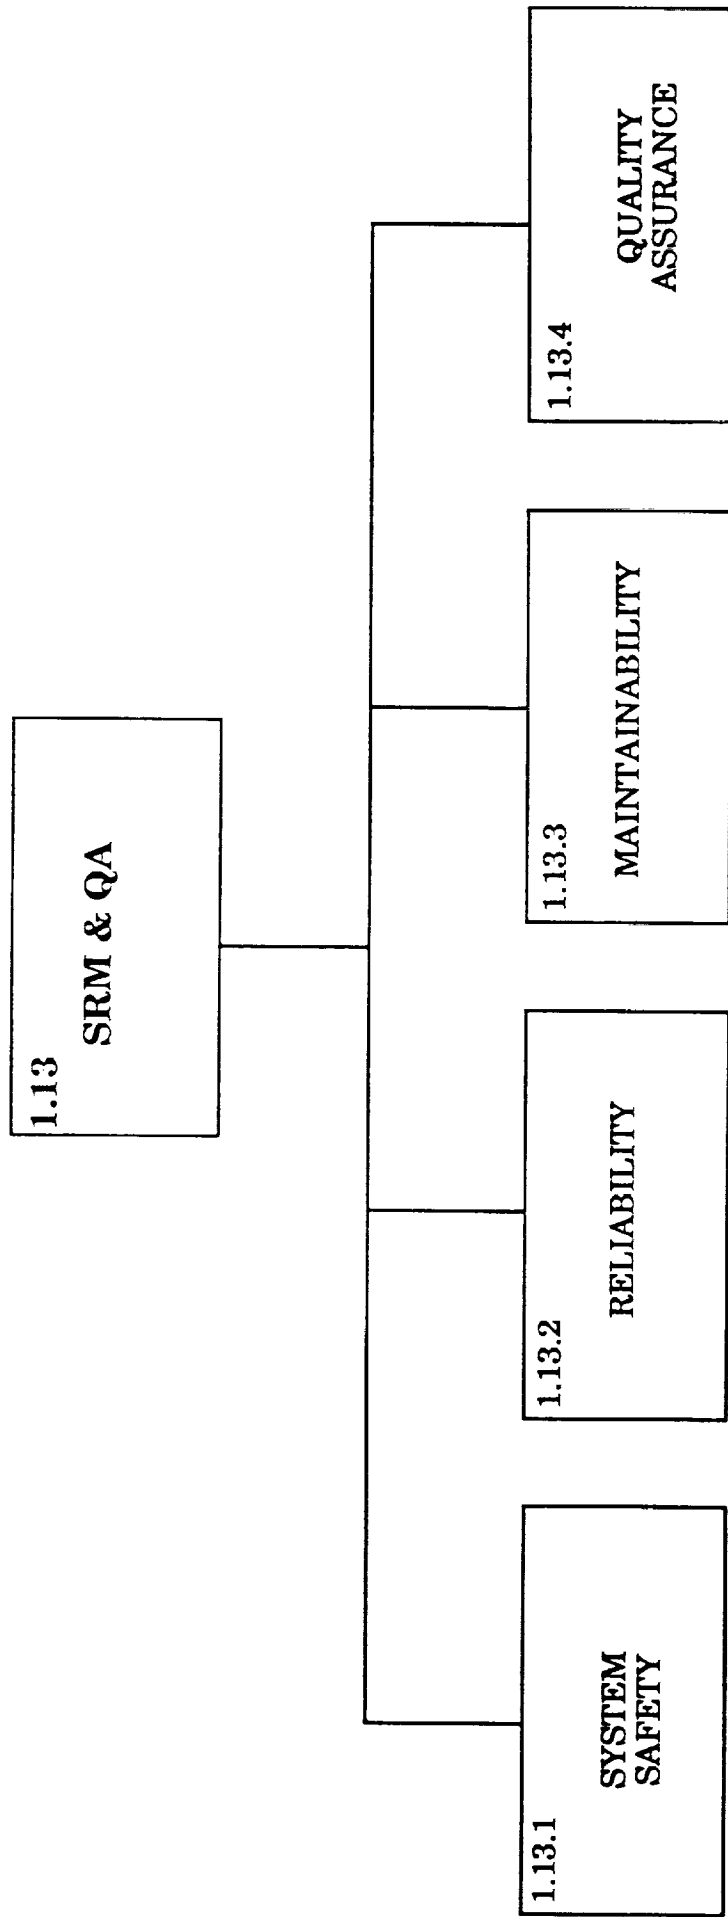 1.13
SRM & QA
1.13.1
SYSTEM
SAFETY
1.13.2
RELIABILITY
1.13.3
MAINTAINABILITY
1.13.4
QUALITY
ASSURANCE